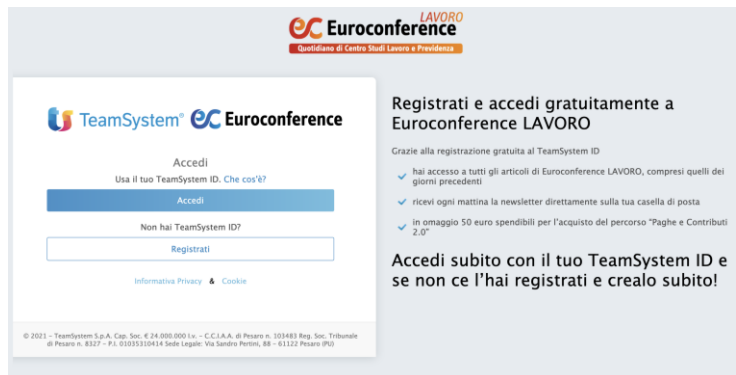 LAVORO
Euroconference
Quotidiano di Centro Studi Lavoro e Previdenza
TeamSystem® Euroconference
Accedi
Usa il tuo TeamSystem ID. Che cos'è?
Accedi
Non hai TeamSystem ID?
Registrati
Informativa Privacy & Cookie
© 2021 – TeamSystem S.p.A. Cap. Soc. € 24.000.000 I.v. – C.C.I.A.A. di Pesaro n. 103483 Reg. Soc. Tribunale
di Pesaro n. 8327 – P.I. 01035310414 Sede Legale: Via Sandro Pertini, 88 – 61122 Pesaro (PU)
Registrati e accedi gratuitamente a
Euroconference LAVORO
Grazie alla registrazione gratuita al TeamSystem ID
hai accesso a tutti gli articoli di Euroconference LAVORO, compresi quelli dei
giorni precedenti
ricevi ogni mattina la newsletter direttamente sulla tua casella di posta
in omaggio 50 euro spendibili per l'acquisto del percorso "Paghe e Contributi
2.0"
Accedi subito con il tuo TeamSystem ID e
se non ce l'hai registrati e crealo subito!